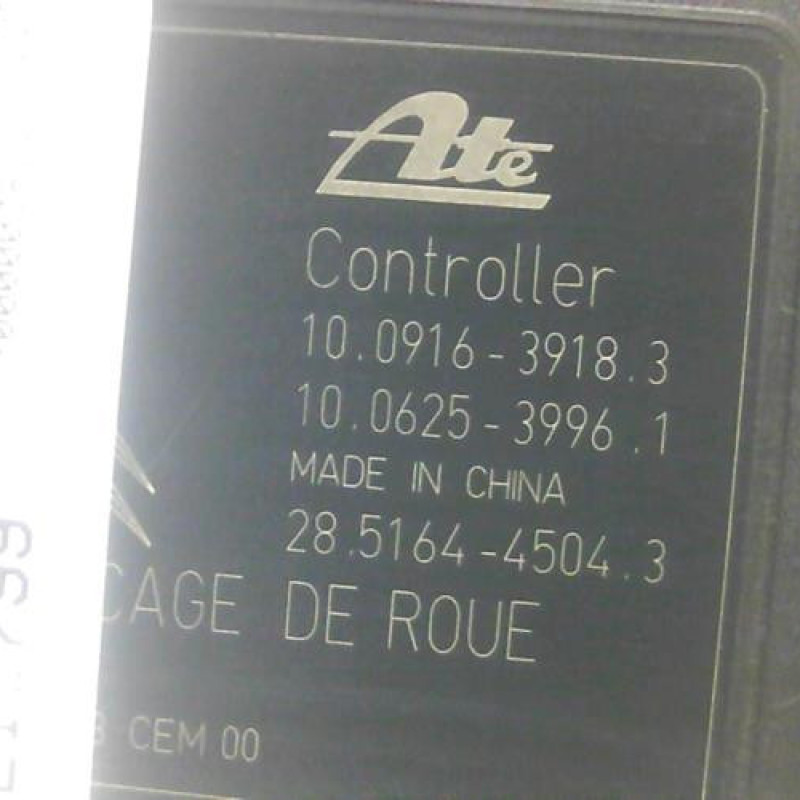 Ate
Controller
10.0916-3918.3
10.0625-3996.1
MADE IN CHINA
28.5164-4504.3
CAGE DE ROUE
CEM 00